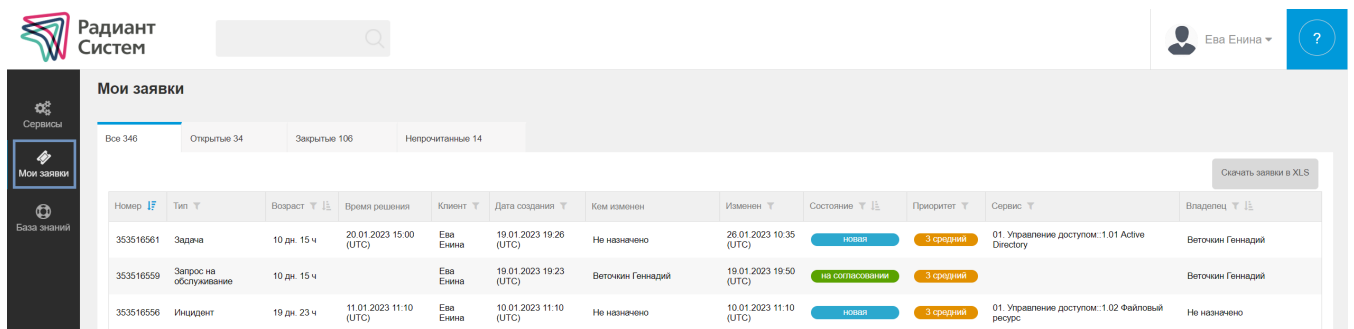 Радиант
Систем
Ева Енина
?
Сервисы
Мои заявки
База знаний
Мои заявки
Все 346 Открытые 34 Закрытые 106 Непрочитанные 14
Скачать заявки в XLS
Номер Тип Возраст Время решения Клиент Дата создания Кем изменен Изменен Состояние Приоритет Сервис Владелец
353516561 Задача 10 дн. 15 ч 20.01.2023 15:00 (UTC) Ева Енина 19.01.2023 19:26 (UTC) Не назначено 26.01.2023 10:35 (UTC) новая 3 средний 01. Управление доступом::1.01 Active Directory Веточкин Геннадий
353516559 Запрос на обслуживание 10 дн. 15 ч Ева Енина 19.01.2023 19:23 (UTC) Веточкин Геннадий 19.01.2023 19:50 (UTC) на согласовании 3 средний Веточкин Геннадий
353516556 Инцидент 19 дн. 23 ч 11.01.2023 11:10 (UTC) Ева Енина 10.01.2023 11:10 (UTC) Не назначено 10.01.2023 11:10 (UTC) новая 3 средний 01. Управление доступом::1.02 Файловый ресурс Не назначено